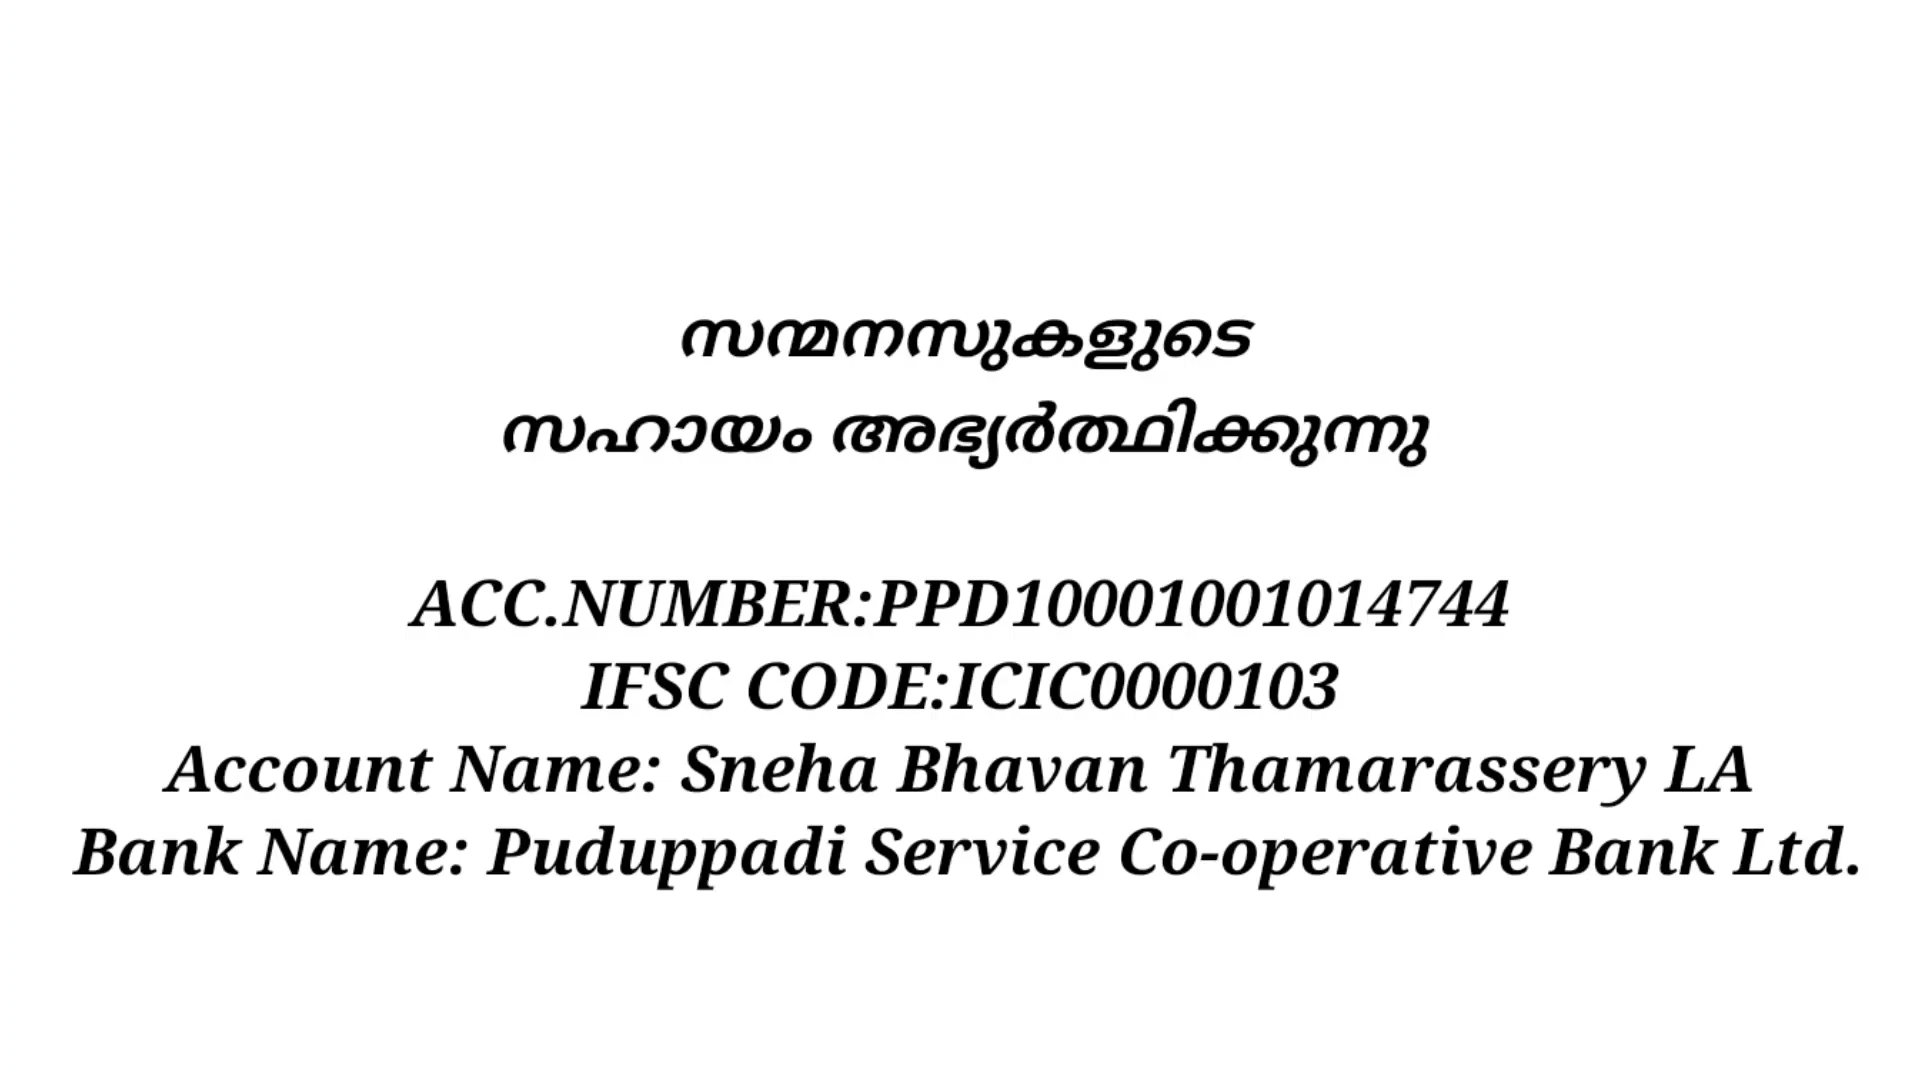 സന്മനസുകളുടെ
സഹായം അഭ്യർത്ഥിക്കുന്നു
ACC.NUMBER:PPD10001001014744
IFSC CODE:ICIC0000103
Account Name: Sneha Bhavan Thamarassery LA
Bank Name: Puduppadi Service Co-operative Bank Ltd.